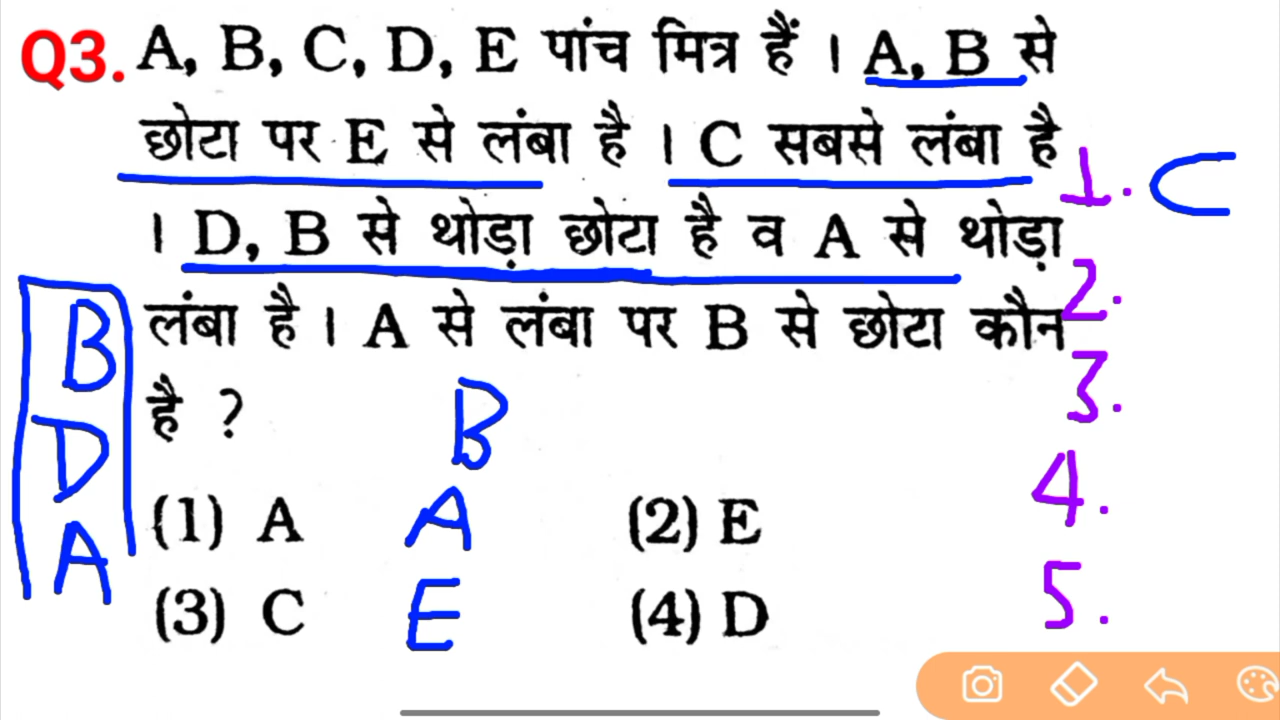 Q3. A, B, C, D, E पांच मित्र हैं । A, B से
छोटा पर E से लंबा है । C सबसे लंबा है
। D, B से थोड़ा छोटा है व A से थोड़ा
लंबा है । A से लंबा पर B से छोटा कौन
है ?
(1) A (2) E
(3) C (4) D
B
D
A
B
A
E
1. C
2.
3.
4.
5.